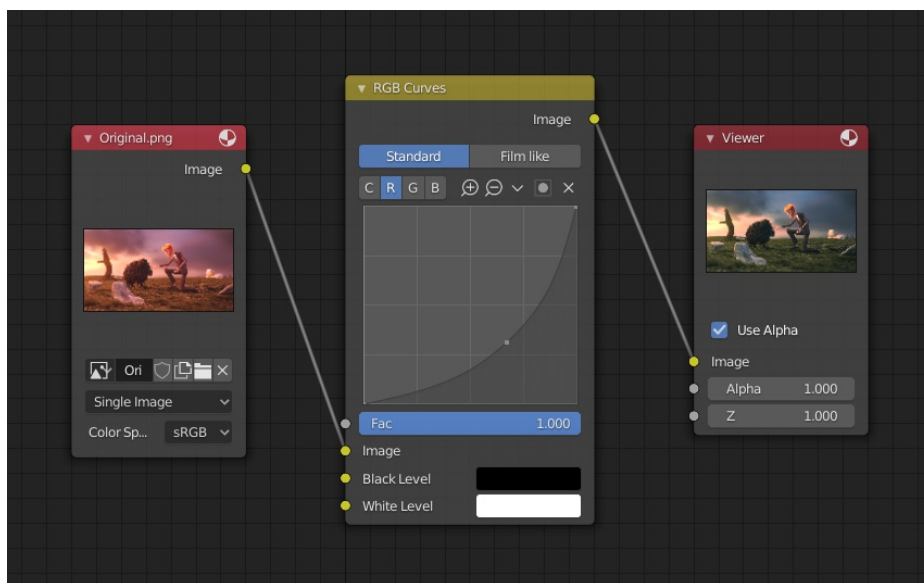 Original.png
Image
Ori
Single Image
Color Sp... sRGB
RGB Curves
Image
Standard Film like
C R G B
Fac 1.000
Image
Black Level
White Level
Viewer
Use Alpha
Image
Alpha 1.000
Z 1.000